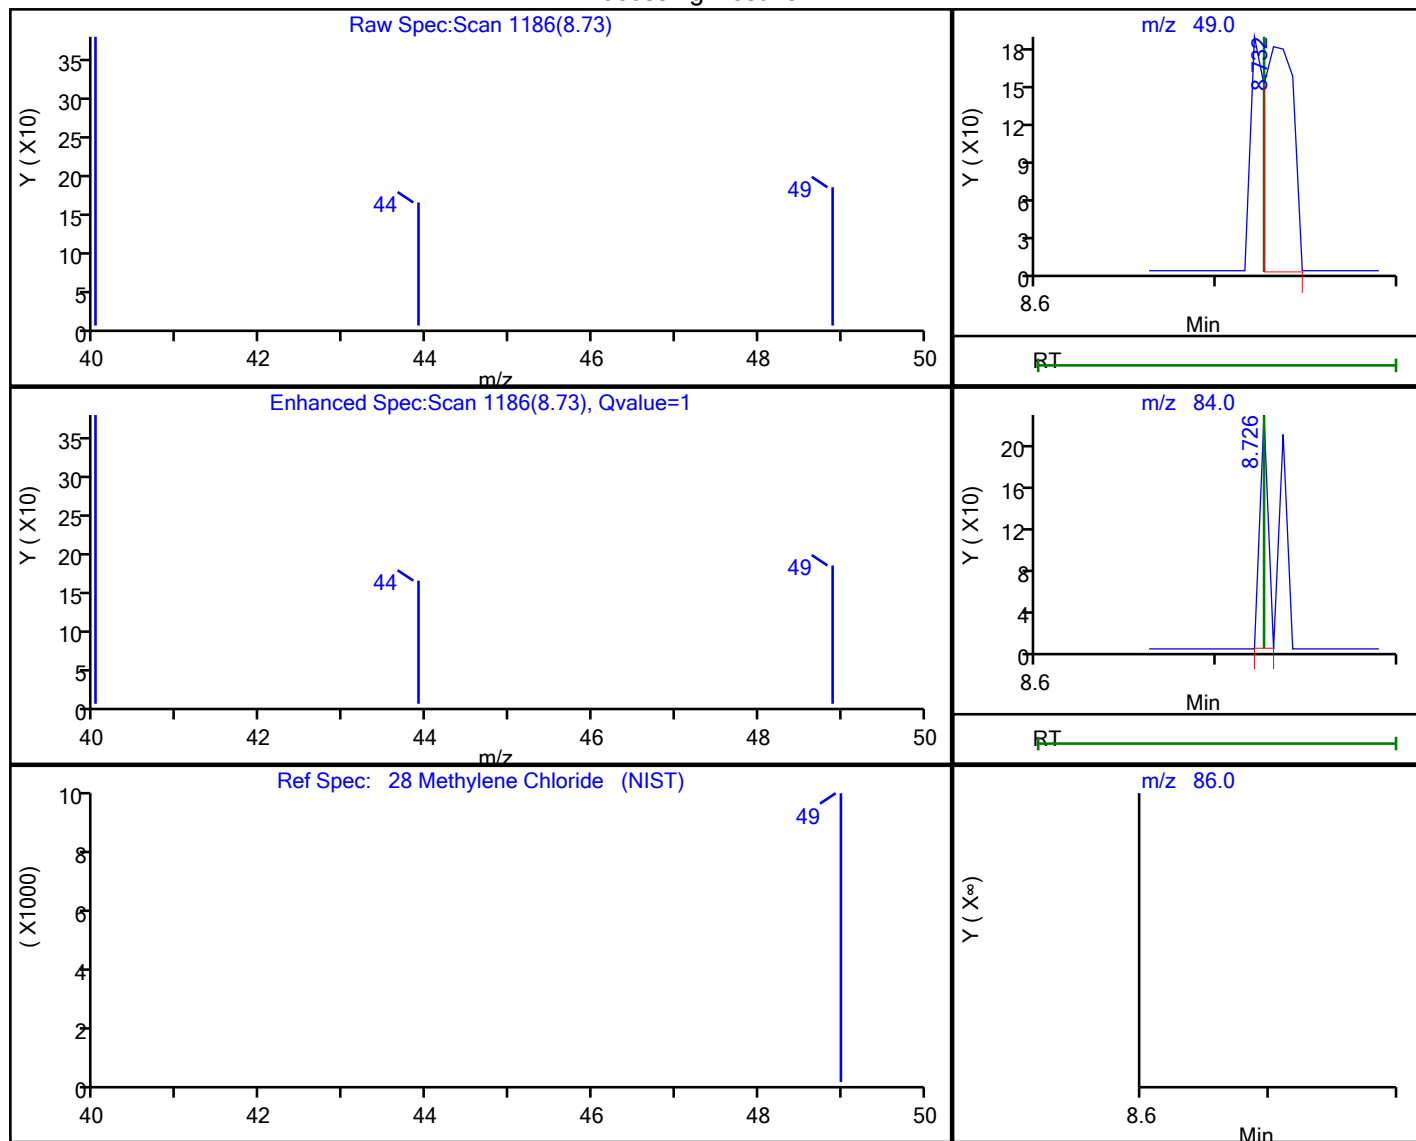 Raw Spec:Scan 1186(8.73)
Y ( X10)
35
30
25
20
15
10
5
0
44
49
40 42 44 46 48 50
m/z
m/z 49.0
Y ( X10)
18
15
12
9
6
3
0
8.732
8.6
Min
RT
Enhanced Spec:Scan 1186(8.73), Qvalue=1
Y ( X10)
35
30
25
20
15
10
5
0
44
49
40 42 44 46 48 50
m/z
m/z 84.0
Y ( X10)
20
16
12
8
4
0
8.726
8.6
Min
RT
Ref Spec: 28 Methylene Chloride (NIST)
( X1000)
10
8
6
4
2
0
49
40 42 44 46 48 50
m/z 86.0
Y ( X∞)
8.6
Min